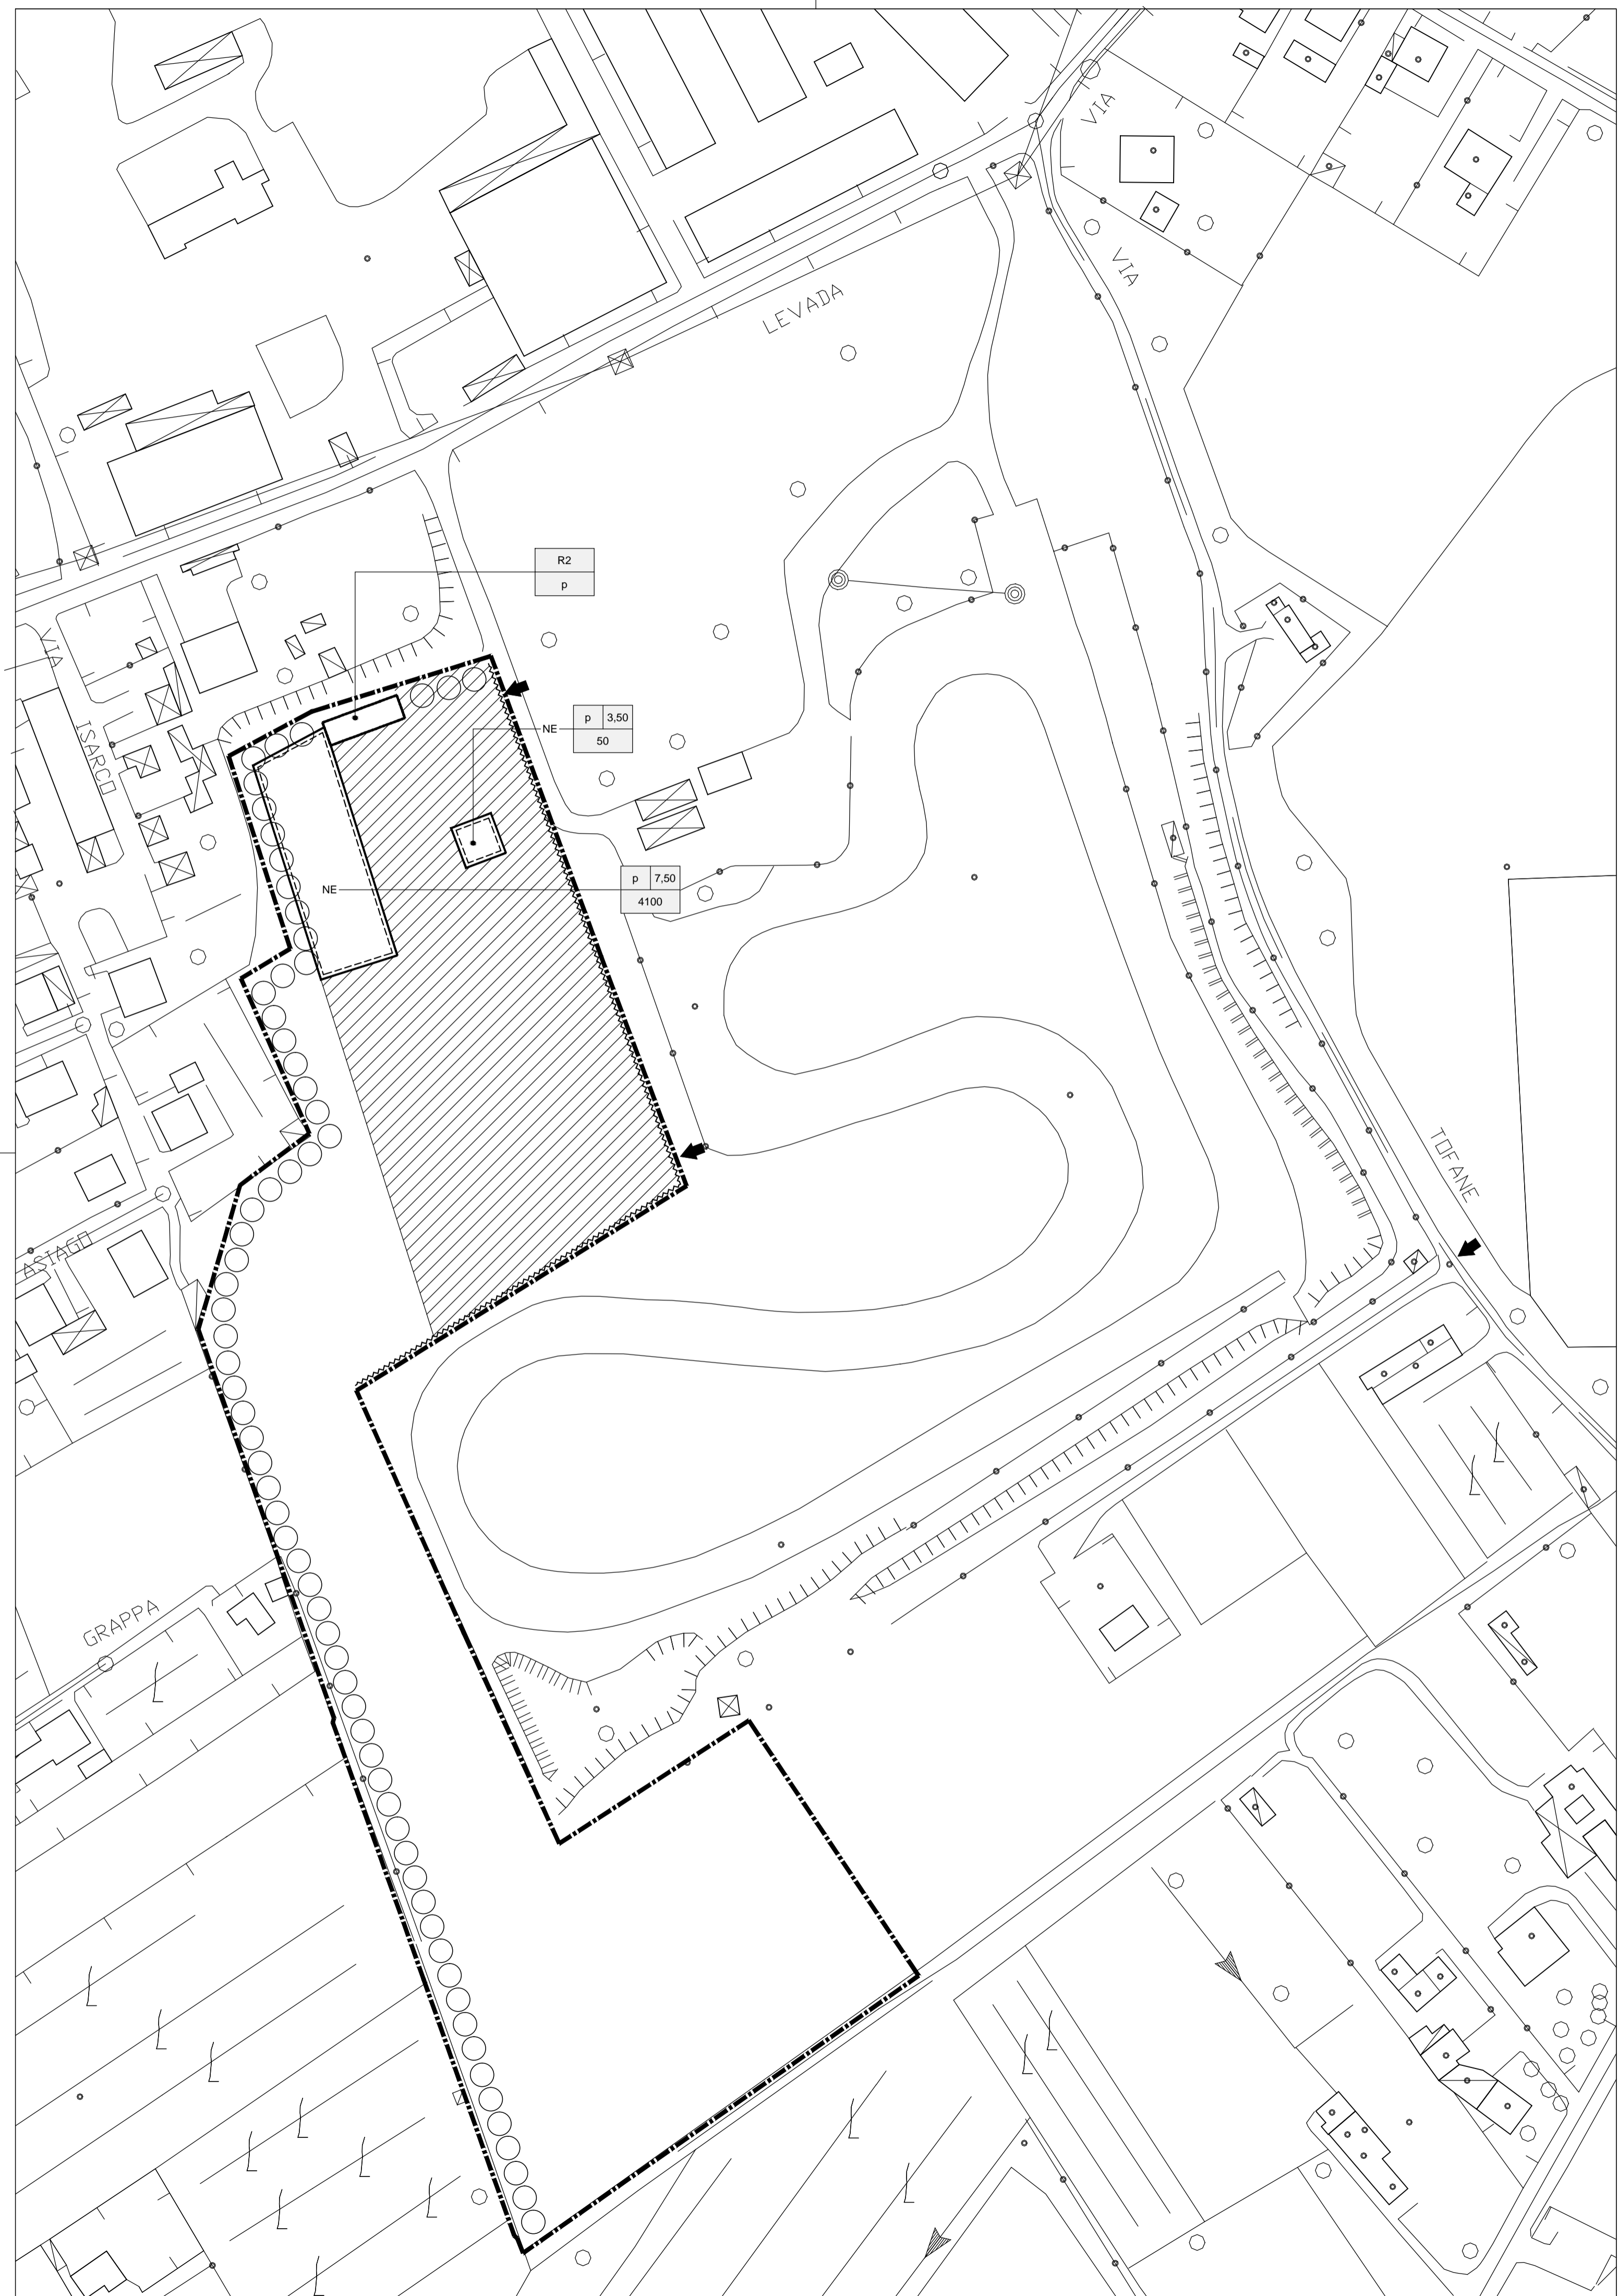 VIA
VIA
LEVADA
R2
p
VIA
ISARCO
NE
p 3,50
50
NE
p 7,50
4100
TOFANE
ASIAGO
GRAPPA